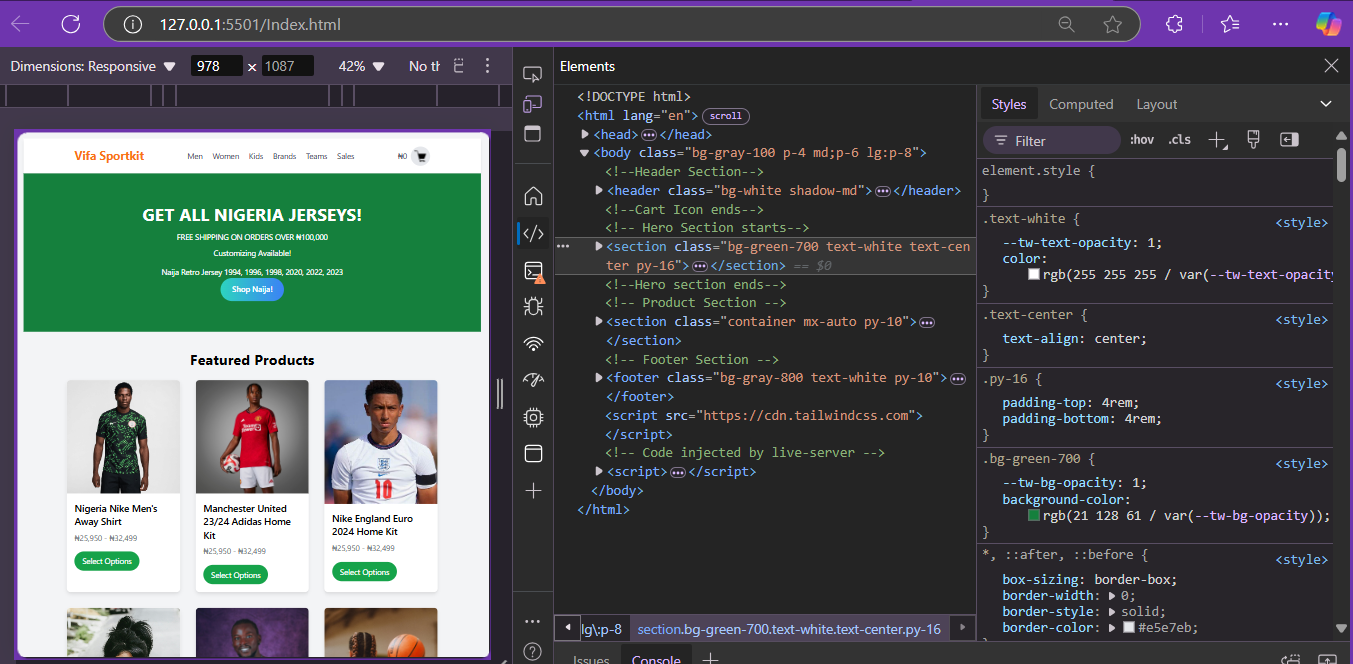 127.0.0.1:5501/Index.html
Dimensions: Responsive 978 x 1087 42% No th
Elements
Vifa Sportkit Men Women Kids Brands Teams Sales ₦0
GET ALL NIGERIA JERSEYS!
FREE SHIPPING ON ORDERS OVER ₦100,000
Customizing Available!
Naija Retro Jersey 1994, 1996, 1998, 2020, 2022, 2023
Shop Naija!
Featured Products
Nigeria Nike Men's
Away Shirt
₦25,950 - ₦32,499
Select Options
Manchester United
23/24 Adidas Home
Kit
₦25,950 - ₦32,499
Select Options
Nike England Euro
2024 Home Kit
₦25,950 - ₦32,499
Select Options
10
<!DOCTYPE html>
<html lang="en"> scroll
<head> </head>
<body class="bg-gray-100 p-4 md;p-6 lg:p-8">
<!--Header Section-->
<header class="bg-white shadow-md"> </header>
<!--Cart Icon ends-->
<!-- Hero Section starts-->
<section class="bg-green-700 text-white text-cen
ter py-16"> </section> == $0
<!--Hero section ends-->
<!-- Product Section -->
<section class="container mx-auto py-10">
</section>
<!-- Footer Section -->
<footer class="bg-gray-800 text-white py-10">
</footer>
<script src="https://cdn.tailwindcss.com">
</script>
<!-- Code injected by live-server -->
<script> </script>
</body>
</html>
lg\:p-8 section.bg-green-700.text-white.text-center.py-16
Issues Console
Styles Computed Layout
Filter :hov .cls
element.style {
}
.text-white { <style>
--tw-text-opacity: 1;
color:
rgb(255 255 255 / var(--tw-text-opacity
}
.text-center { <style>
text-align: center;
}
.py-16 { <style>
padding-top: 4rem;
padding-bottom: 4rem;
}
.bg-green-700 { <style>
--tw-bg-opacity: 1;
background-color:
rgb(21 128 61 / var(--tw-bg-opacity));
}
*, ::after, ::before { <style>
box-sizing: border-box;
border-width: 0;
border-style: solid;
border-color: #e5e7eb;